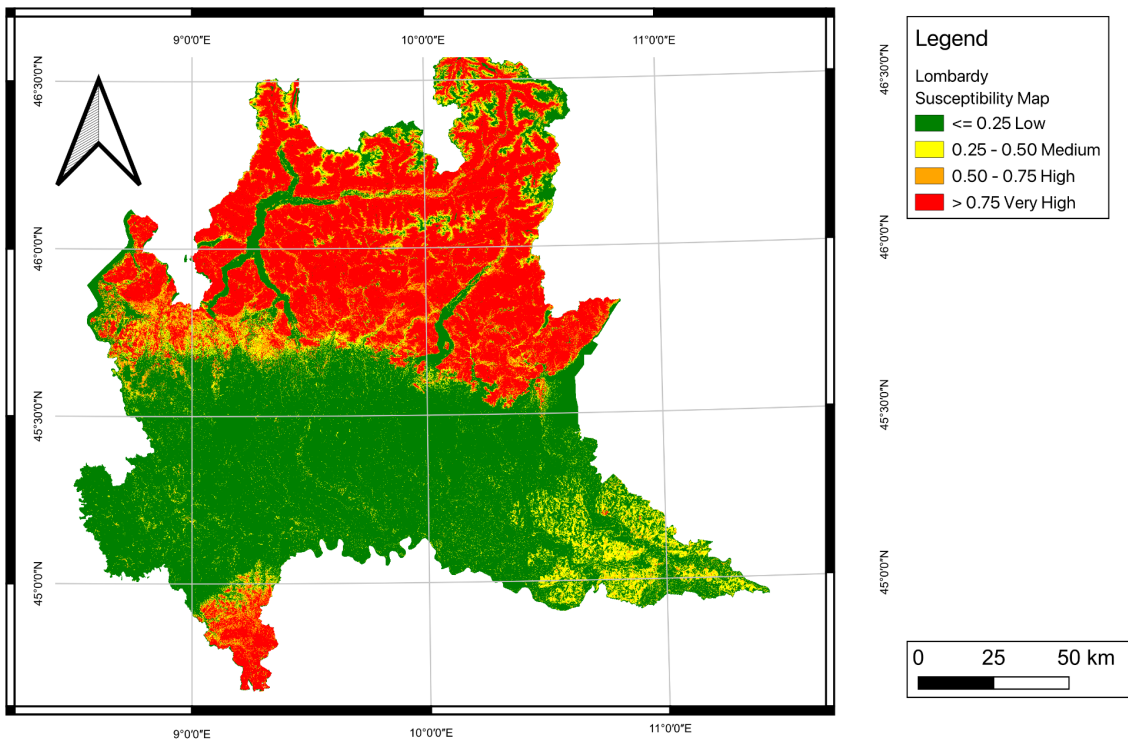 9°0'0"E 10°0'0"E 11°0'0"E
46°30'0"N 46°30'0"N
46°0'0"N 46°0'0"N
45°30'0"N 45°30'0"N
45°0'0"N 45°0'0"N
9°0'0"E 10°0'0"E 11°0'0"E
Legend
Lombardy
Susceptibility Map
<= 0.25 Low
0.25 - 0.50 Medium
0.50 - 0.75 High
> 0.75 Very High
0 25 50 km